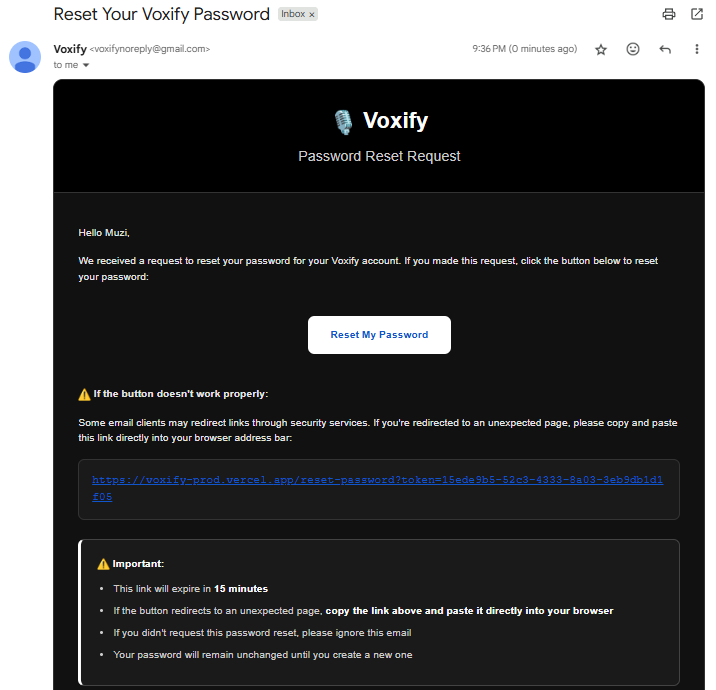 Reset Your Voxify Password Inbox ×
Voxify <voxifynoreply@gmail.com> 9:36 PM (0 minutes ago)
to me
🎙️ Voxify
Password Reset Request
Hello Muzi,
We received a request to reset your password for your Voxify account. If you made this request, click the button below to reset
your password:
Reset My Password
⚠️ If the button doesn't work properly:
Some email clients may redirect links through security services. If you're redirected to an unexpected page, please copy and paste
this link directly into your browser address bar:
https://voxify-prod.vercel.app/reset-password?token=15ede9b5-52c3-4333-8a03-3eb9db1d1
f05
⚠️ Important:
• This link will expire in 15 minutes
• If the button redirects to an unexpected page, copy the link above and paste it directly into your browser
• If you didn't request this password reset, please ignore this email
• Your password will remain unchanged until you create a new one